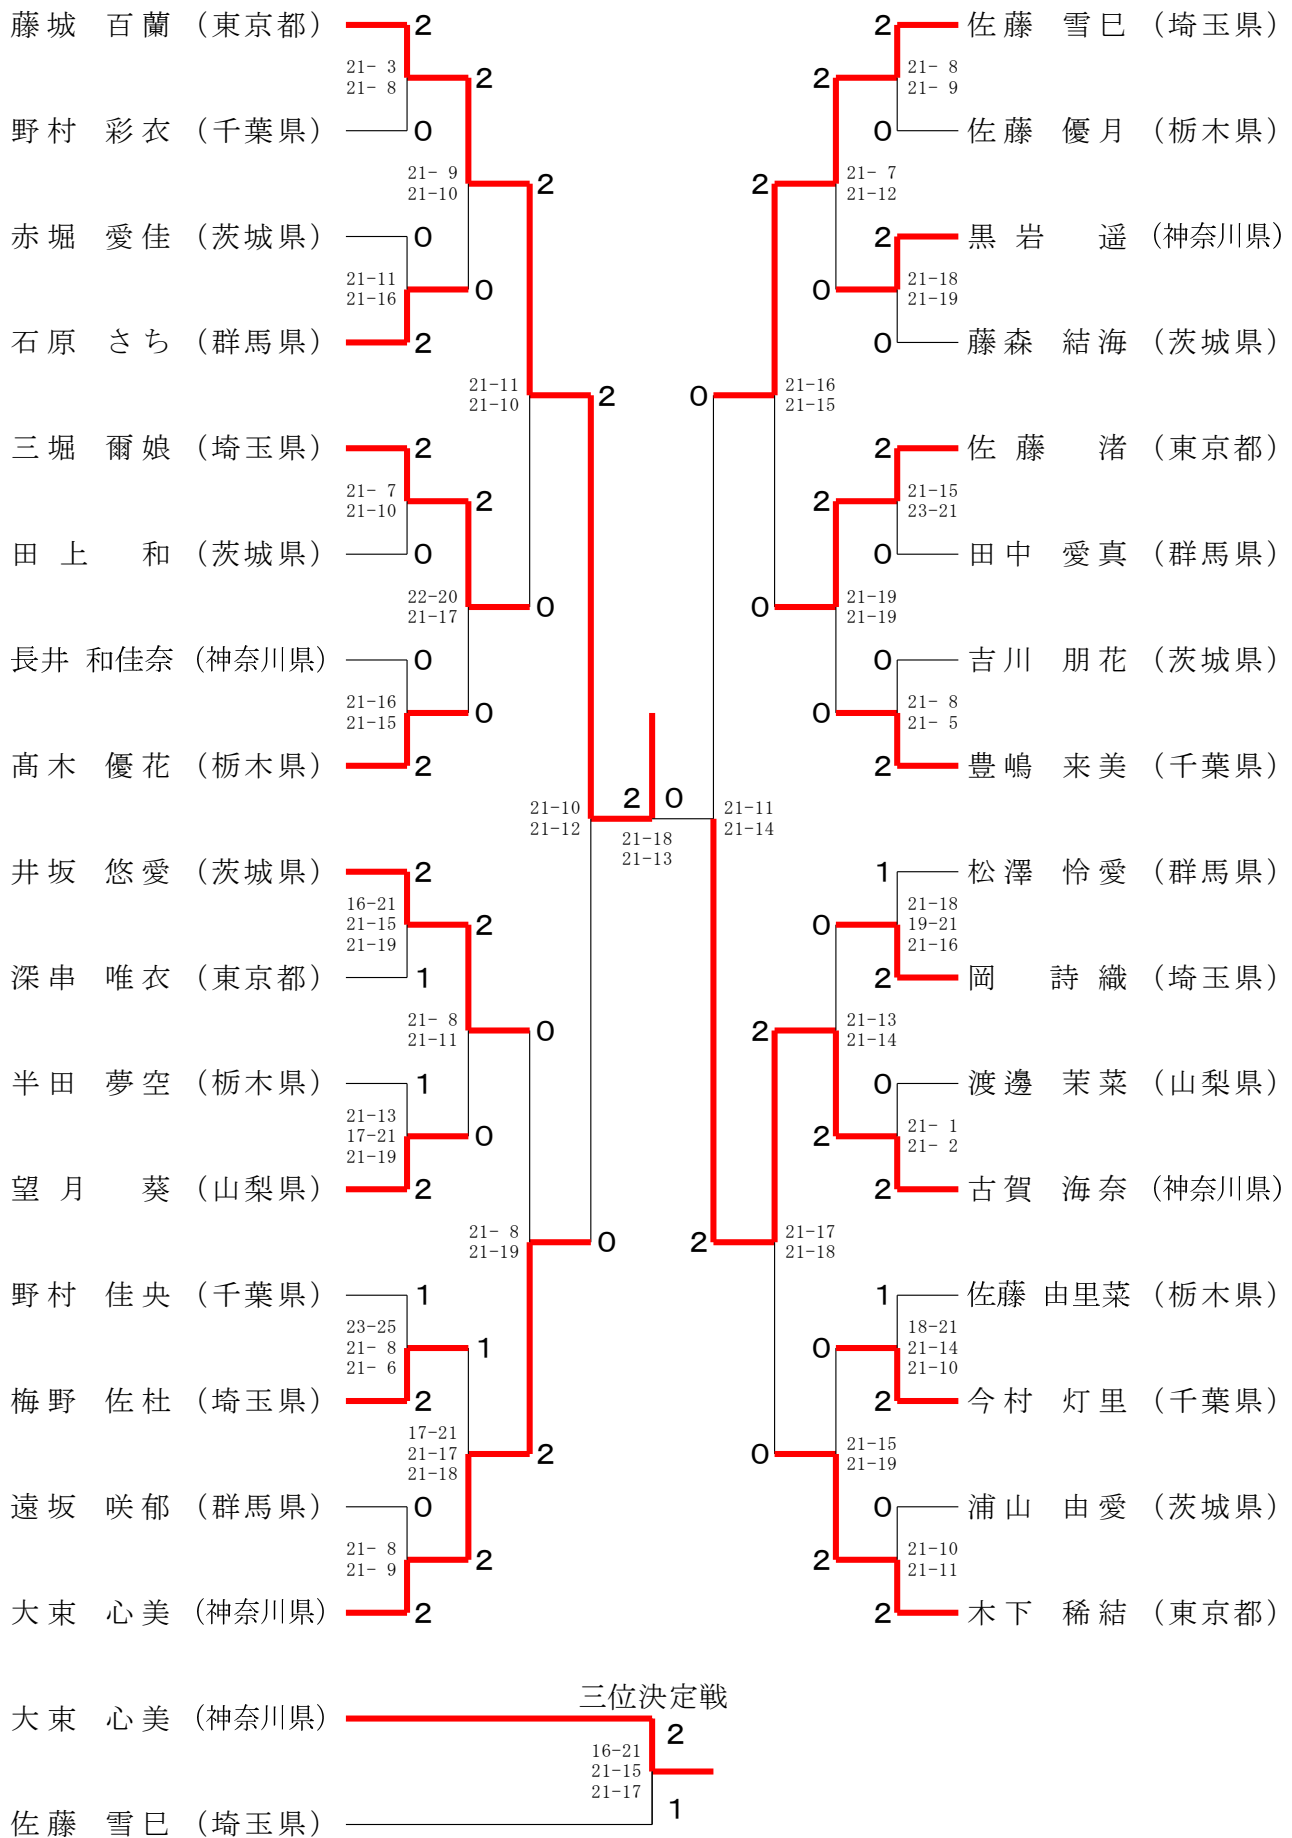 藤城 百蘭 (東京都) 2
21- 3
21- 8
2
野村 彩衣 (千葉県) 0
21- 9
21-10
2
赤堀 愛佳 (茨城県) 0
21-11
21-16
0
石原 さち (群馬県) 2
21-11
21-10
2
三堀 爾娘 (埼玉県) 2
21- 7
21-10
2
田上 和 (茨城県) 0
22-20
21-17
0
長井 和佳奈 (神奈川県) 0
21-16
21-15
0
髙木 優花 (栃木県) 2
21-10
21-12
2 0
21-18
21-13
井坂 悠愛 (茨城県) 2
16-21
21-15
21-19
2
深串 唯衣 (東京都) 1
21- 8
21-11
0
半田 夢空 (栃木県) 1
21-13
17-21
21-19
0
望月 葵 (山梨県) 2
21- 8
21-19
0
野村 佳央 (千葉県) 1
23-25
21- 8
21- 6
1
梅野 佐杜 (埼玉県) 2
17-21
21-17
21-18
2
遠坂 咲郁 (群馬県) 0
21- 8
21- 9
2
大束 心美 (神奈川県) 2
2 佐藤 雪巳 (埼玉県)
2
21- 8
21- 9
0 佐藤 優月 (栃木県)
2
21- 7
21-12
2 黒岩 遥 (神奈川県)
0
21-18
21-19
0 藤森 結海 (茨城県)
0
21-16
21-15
2 佐藤 渚 (東京都)
2
21-15
23-21
0 田中 愛真 (群馬県)
0
21-19
21-19
0 吉川 朋花 (茨城県)
0
21- 8
21- 5
2 豊嶋 来美 (千葉県)
21-11
21-14
1 松澤 怜愛 (群馬県)
0
21-18
19-21
21-16
2 岡 詩織 (埼玉県)
2
21-13
21-14
0 渡邊 茉菜 (山梨県)
2
21- 1
21- 2
2 古賀 海奈 (神奈川県)
2
21-17
21-18
1 佐藤 由里菜 (栃木県)
0
18-21
21-14
21-10
2 今村 灯里 (千葉県)
0
21-15
21-19
0 浦山 由愛 (茨城県)
2
21-10
21-11
2 木下 稀結 (東京都)
三位決定戦
大束 心美 (神奈川県) 2
16-21
21-15
21-17
佐藤 雪巳 (埼玉県) 1